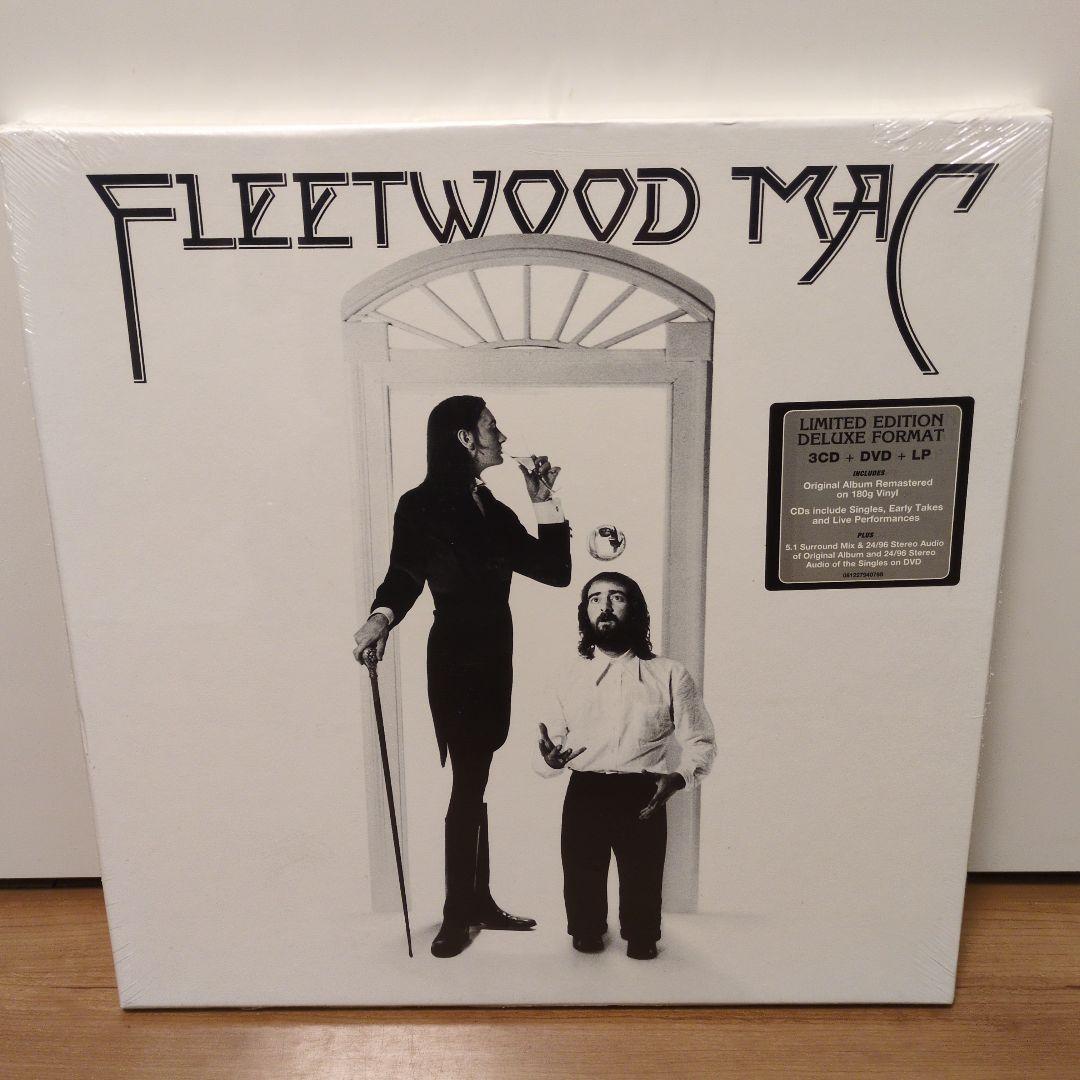 FLEETWOOD MAC
LIMITED EDITION
DELUXE FORMAT
3CD + DVD + LP
INCLUDES
Original Album Remastered
on 180g Vinyl
CDs include Singles, Early Takes
and Live Performances
PLUS
5.1 Surround Mix & 24/96 Stereo Audio
of Original Album and 24/96 Stereo
Audio of the Singles on DVD
081227940768